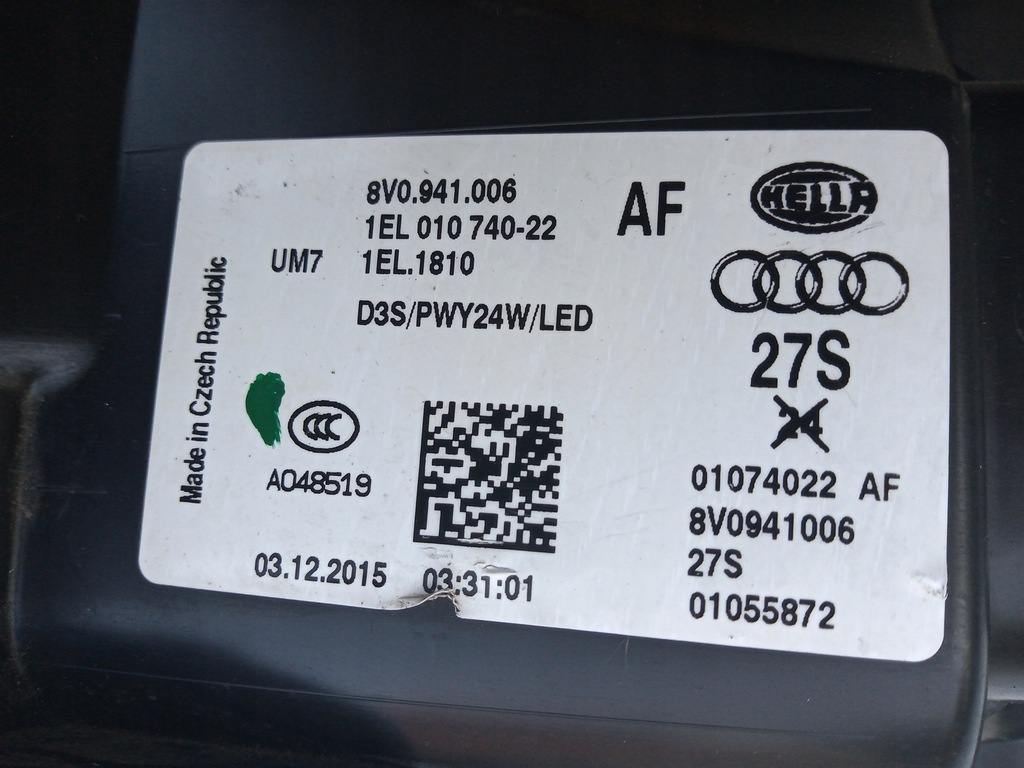 8V0.941.006
1EL 010 740-22
UM7 1EL.1810
D3S/PWY24W/LED
AF
HELLA
27S
24
Made in Czech Republic
CCC
A048519
03.12.2015 03:31:01
01074022 AF
8V0941006
27S
01055872